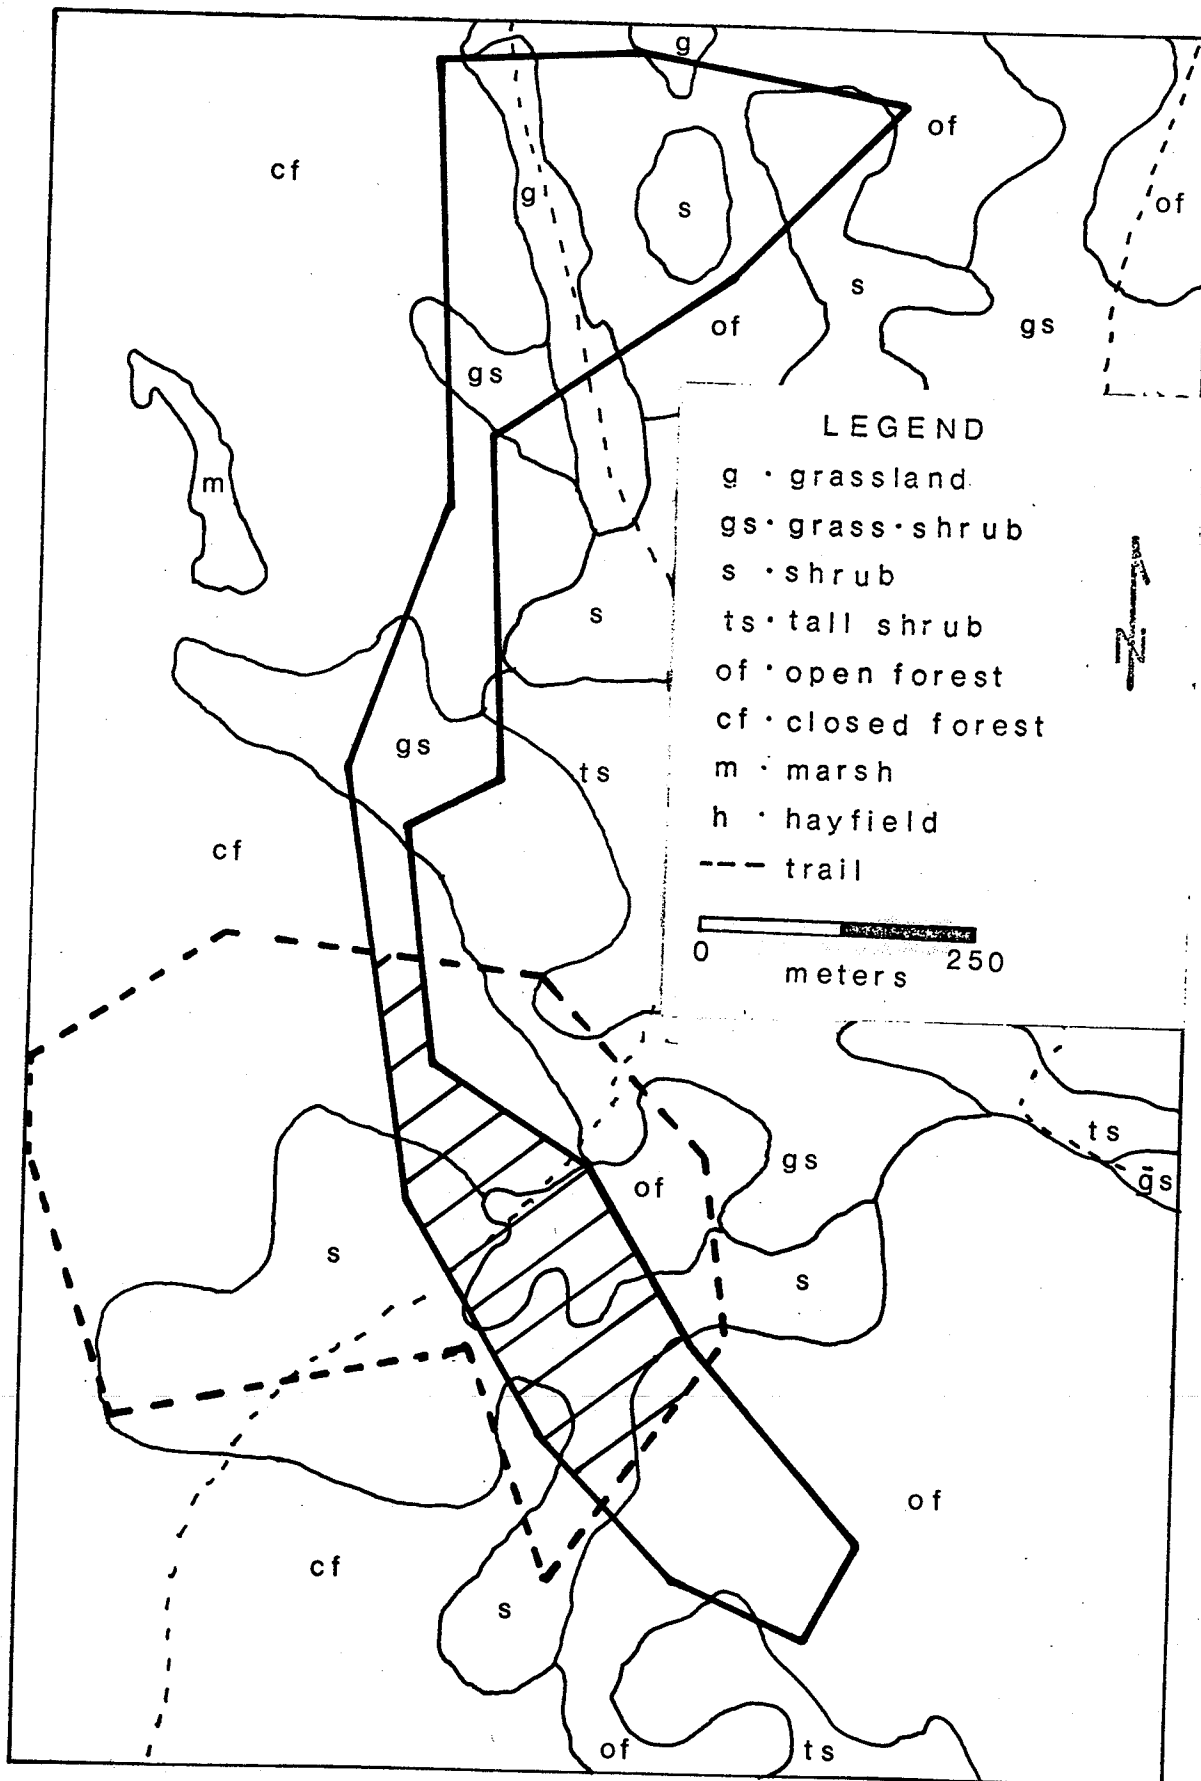 g
of
cf
g
s
of
s
of
gs
gs
LEGEND
g · grassland
m
gs · grass · shrub
s · shrub
s
ts · tall shrub
of · open forest
N
cf · closed forest
gs
ts
m · marsh
h · hayfield
cf
--- trail
0 250
meters
ts
gs
of
gs
s
s
of
cf
s
of
ts